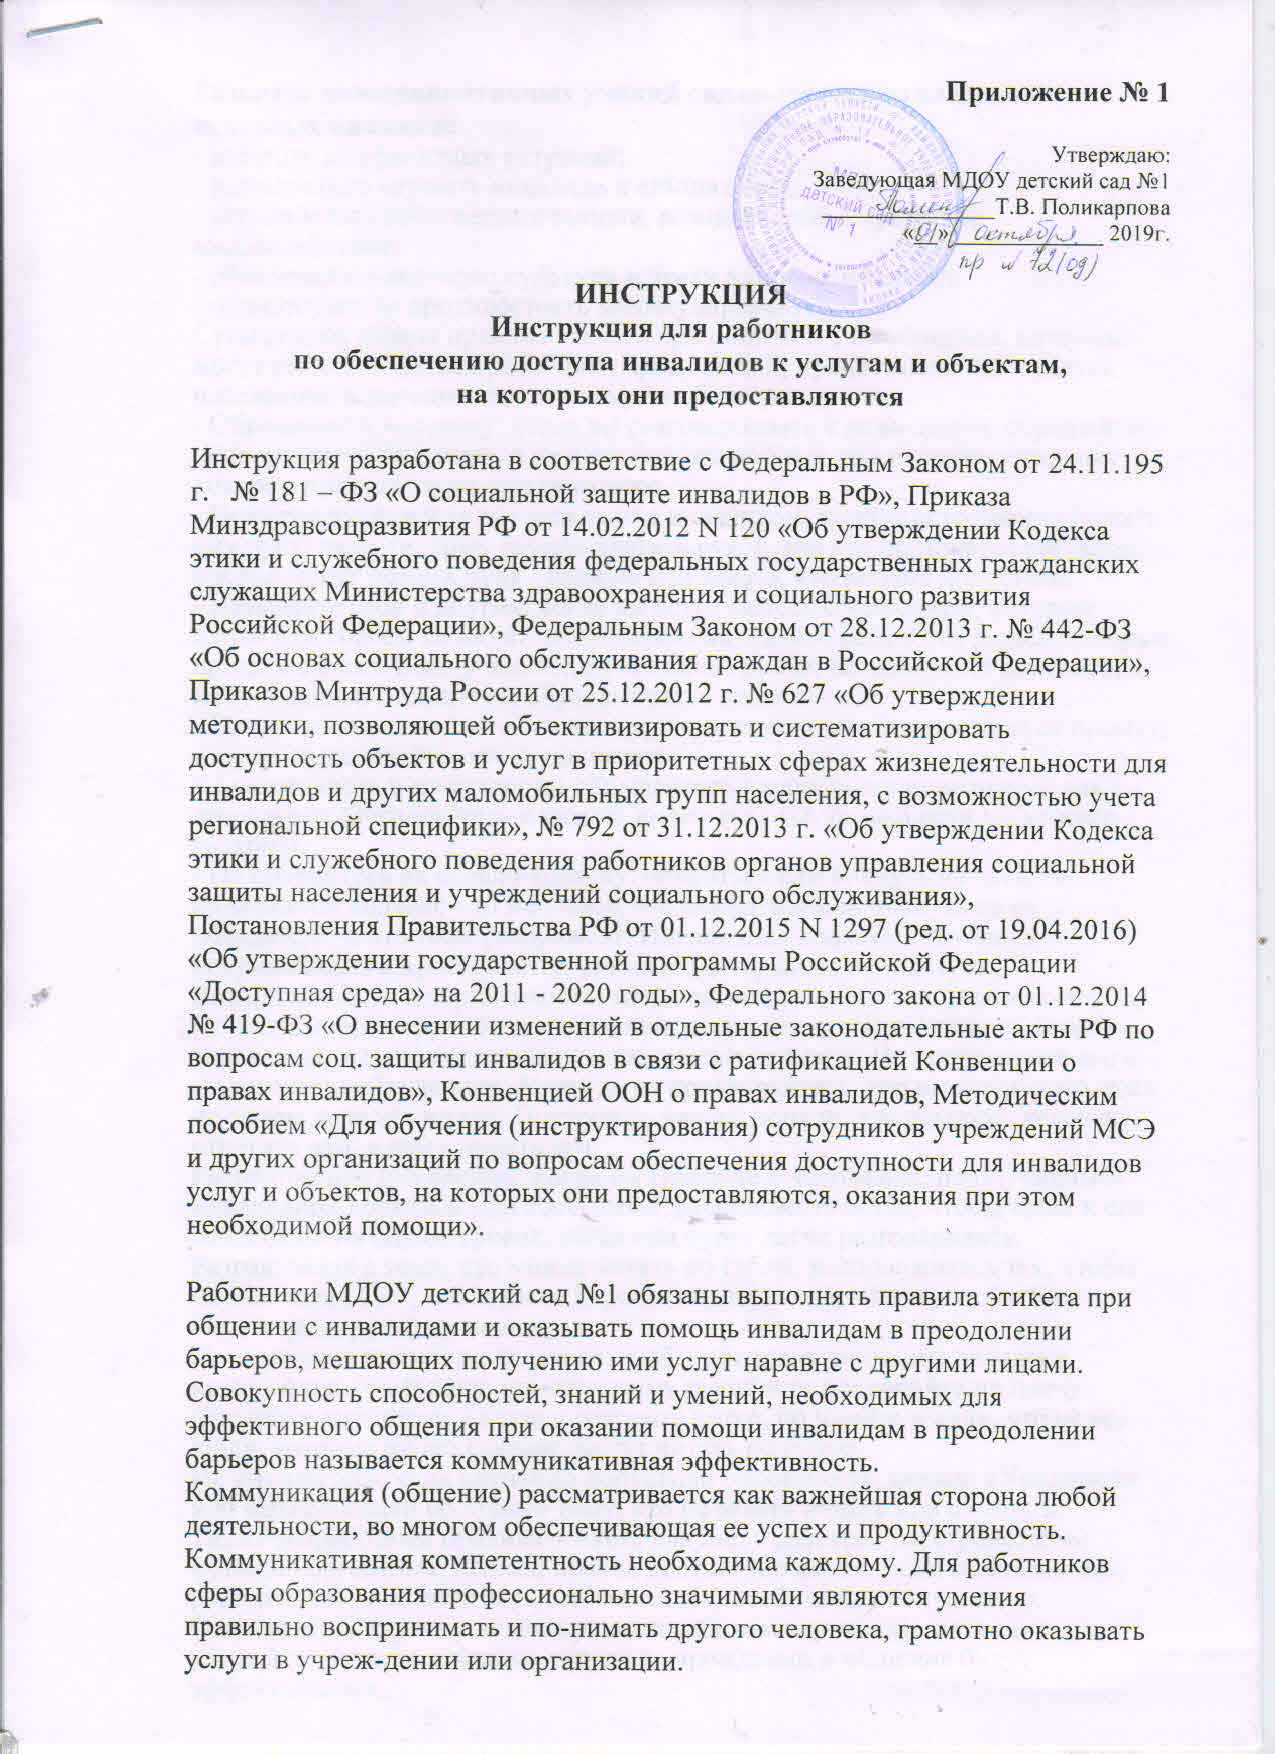 Приложение № 1
Утверждаю:
Заведующая МДОУ детский сад №1
Т.В. Поликарпова
«01» октября 2019г.
пр № 72(од)
детский сад
№ 1
ИНСТРУКЦИЯ
Инструкция для работников
по обеспечению доступа инвалидов к услугам и объектам,
на которых они предоставляются
Инструкция разработана в соответствие с Федеральным Законом от 24.11.195
г. № 181 – ФЗ «О социальной защите инвалидов в РФ», Приказа
Минздравсоцразвития РФ от 14.02.2012 N 120 «Об утверждении Кодекса
этики и служебного поведения федеральных государственных гражданских
служащих Министерства здравоохранения и социального развития
Российской Федерации», Федеральным Законом от 28.12.2013 г. № 442-ФЗ
«Об основах социального обслуживания граждан в Российской Федерации»,
Приказов Минтруда России от 25.12.2012 г. № 627 «Об утверждении
методики, позволяющей объективизировать и систематизировать
доступность объектов и услуг в приоритетных сферах жизнедеятельности для
инвалидов и других маломобильных групп населения, с возможностью учета
региональной специфики», № 792 от 31.12.2013 г. «Об утверждении Кодекса
этики и служебного поведения работников органов управления социальной
защиты населения и учреждений социального обслуживания»,
Постановления Правительства РФ от 01.12.2015 N 1297 (ред. от 19.04.2016)
«Об утверждении государственной программы Российской Федерации
«Доступная среда» на 2011 - 2020 годы», Федерального закона от 01.12.2014
№ 419-ФЗ «О внесении изменений в отдельные законодательные акты РФ по
вопросам соц. защиты инвалидов в связи с ратификацией Конвенции о
правах инвалидов», Конвенцией ООН о правах инвалидов, Методическим
пособием «Для обучения (инструктирования) сотрудников учреждений МСЭ
и других организаций по вопросам обеспечения доступности для инвалидов
услуг и объектов, на которых они предоставляются, оказания при этом
необходимой помощи».
Работники МДОУ детский сад №1 обязаны выполнять правила этикета при
общении с инвалидами и оказывать помощь инвалидам в преодолении
барьеров, мешающих получению ими услуг наравне с другими лицами.
Совокупность способностей, знаний и умений, необходимых для
эффективного общения при оказании помощи инвалидам в преодолении
барьеров называется коммуникативная эффективность.
Коммуникация (общение) рассматривается как важнейшая сторона любой
деятельности, во многом обеспечивающая ее успех и продуктивность.
Коммуникативная компетентность необходима каждому. Для работников
сферы образования профессионально значимыми являются умения
правильно воспринимать и по-нимать другого человека, грамотно оказывать
услуги в учреж-дении или организации.